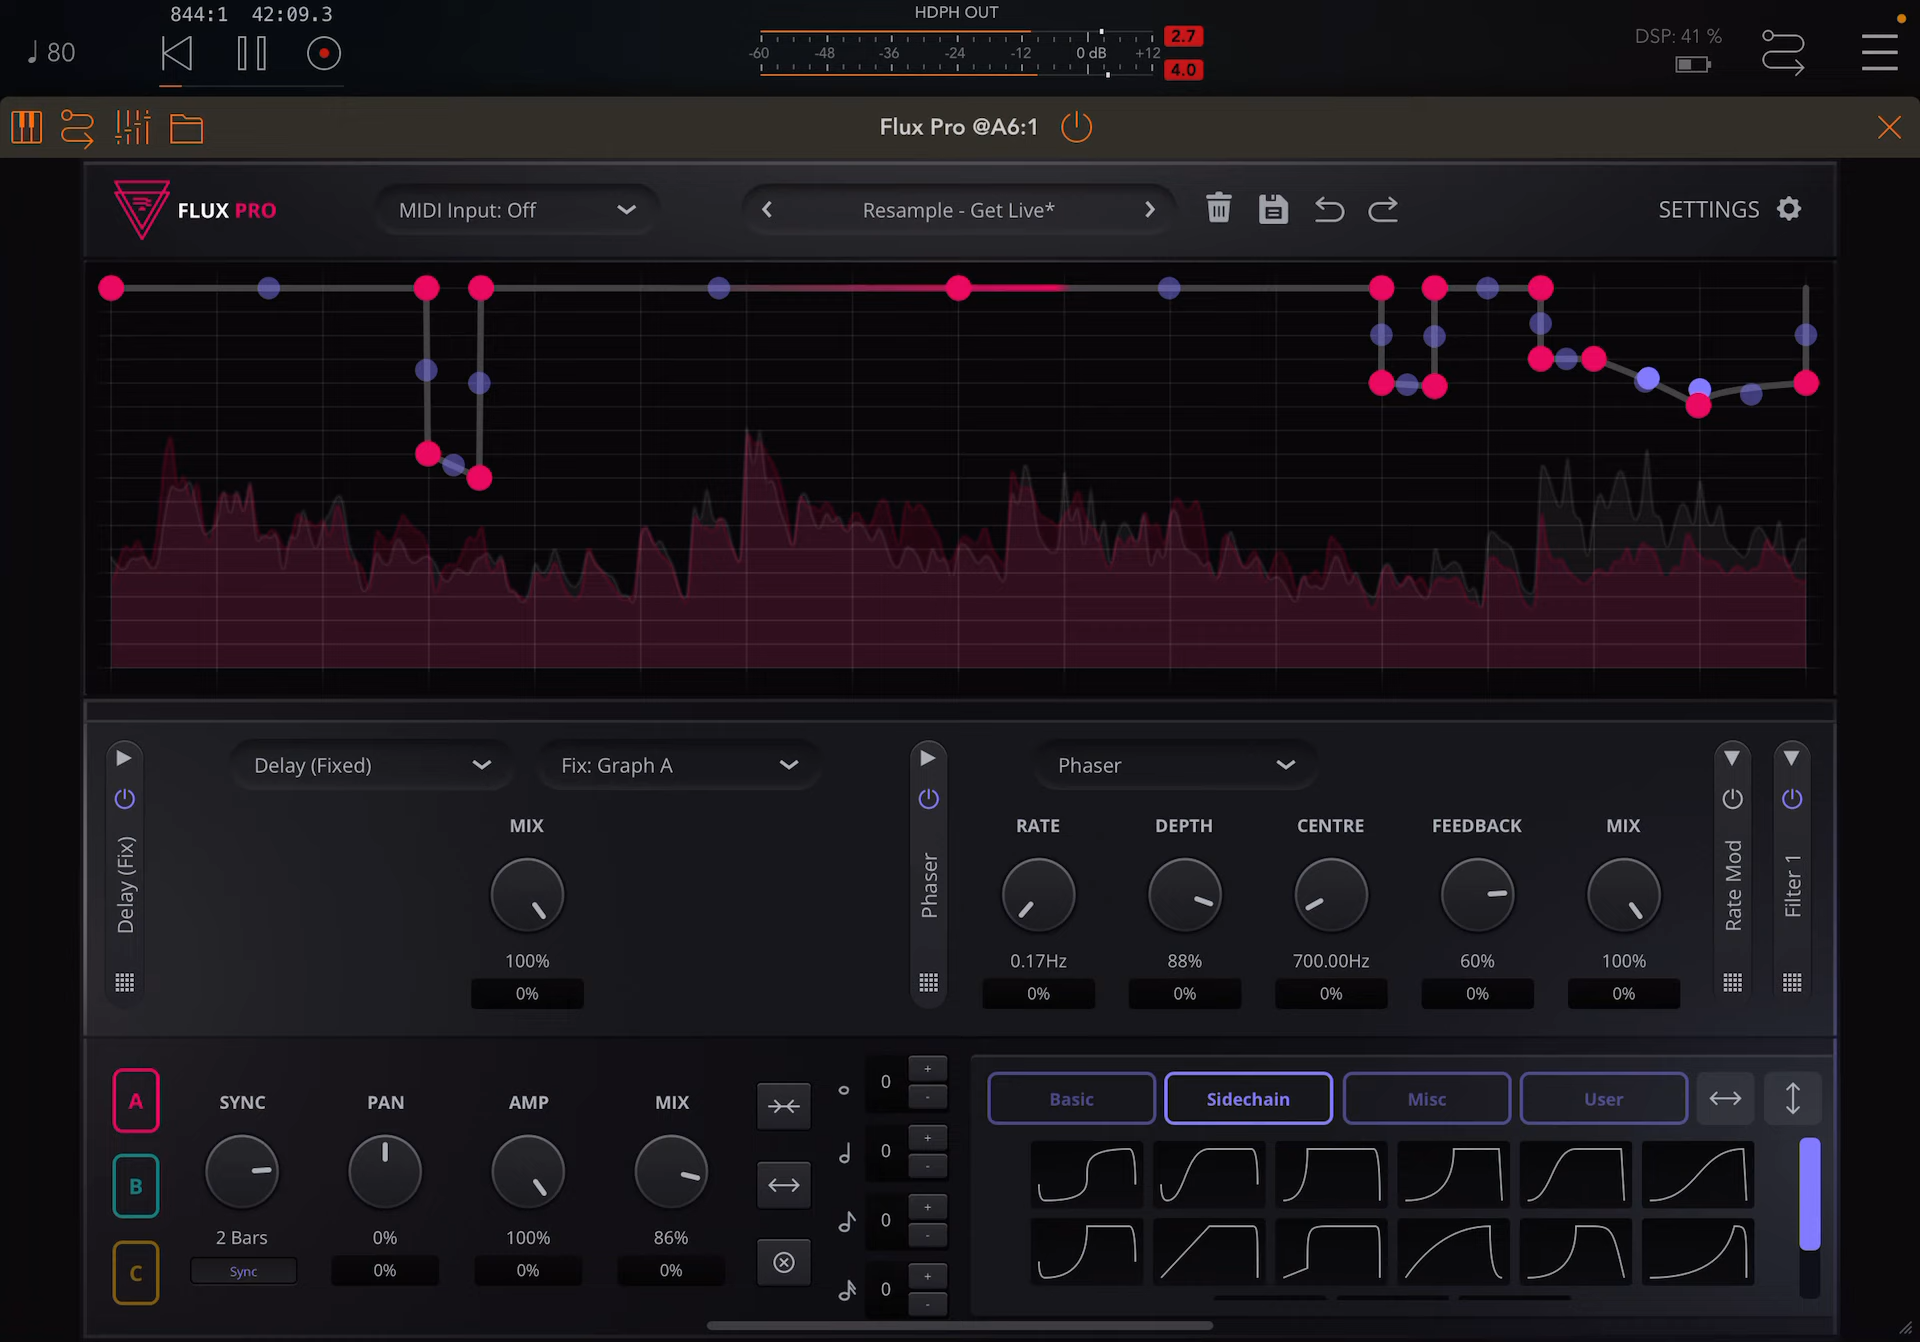 844:1 42:09.3
HDPH OUT
80
-60 -48 -36 -24 -12 0 dB +12
2.7
4.0
DSP: 41 %
Flux Pro @A6:1
FLUX PRO
MIDI Input: Off
Resample - Get Live*
SETTINGS
Delay (Fix)
Delay (Fixed)
Fix: Graph A
MIX
100%
0%
Phaser
Phaser
RATE DEPTH CENTRE FEEDBACK MIX
0.17Hz 88% 700.00Hz 60% 100%
0% 0% 0% 0% 0%
Rate Mod
Filter 1
A
B
C
SYNC PAN AMP MIX
2 Bars 0% 100% 86%
Sync 0% 0% 0%
0 + -
0 + -
0 + -
0 + -
Basic Sidechain Misc User